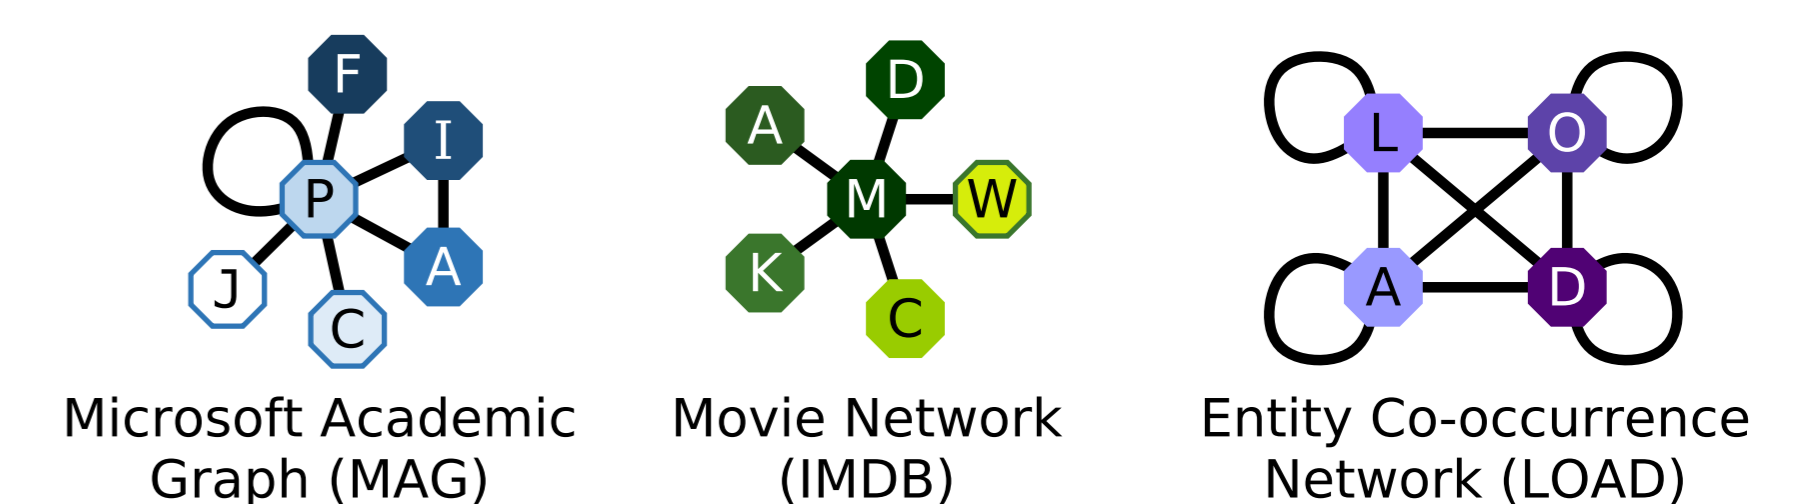 F
I
P
A
J
C
Microsoft Academic
Graph (MAG)
D
A
M
W
K
C
Movie Network
(IMDB)
L
O
A
D
Entity Co-occurrence
Network (LOAD)